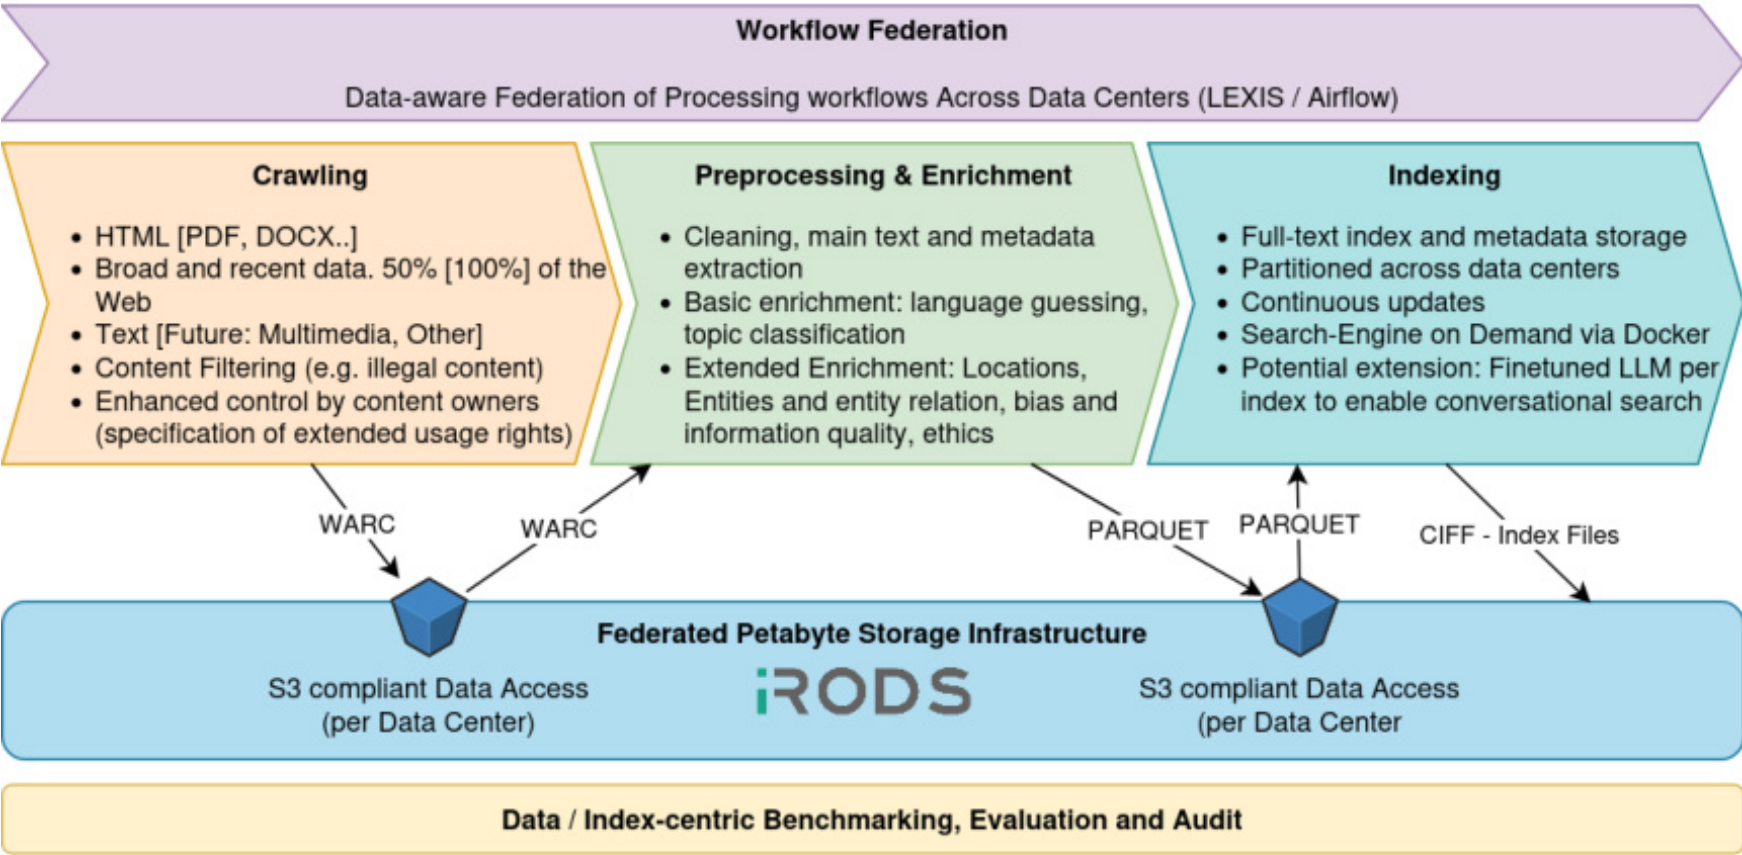 Workflow Federation
Data-aware Federation of Processing workflows Across Data Centers (LEXIS / Airflow)
Crawling
• HTML [PDF, DOCX..]
• Broad and recent data. 50% [100%] of the
Web
• Text [Future: Multimedia, Other]
• Content Filtering (e.g. illegal content)
• Enhanced control by content owners
(specification of extended usage rights)
Preprocessing & Enrichment
• Cleaning, main text and metadata
extraction
• Basic enrichment: language guessing,
topic classification
• Extended Enrichment: Locations,
Entities and entity relation, bias and
information quality, ethics
Indexing
• Full-text index and metadata storage
• Partitioned across data centers
• Continuous updates
• Search-Engine on Demand via Docker
• Potential extension: Finetuned LLM per
index to enable conversational search
WARC
WARC
PARQUET
PARQUET
CIFF - Index Files
Federated Petabyte Storage Infrastructure
S3 compliant Data Access
(per Data Center)
iRODS
S3 compliant Data Access
(per Data Center
Data / Index-centric Benchmarking, Evaluation and Audit